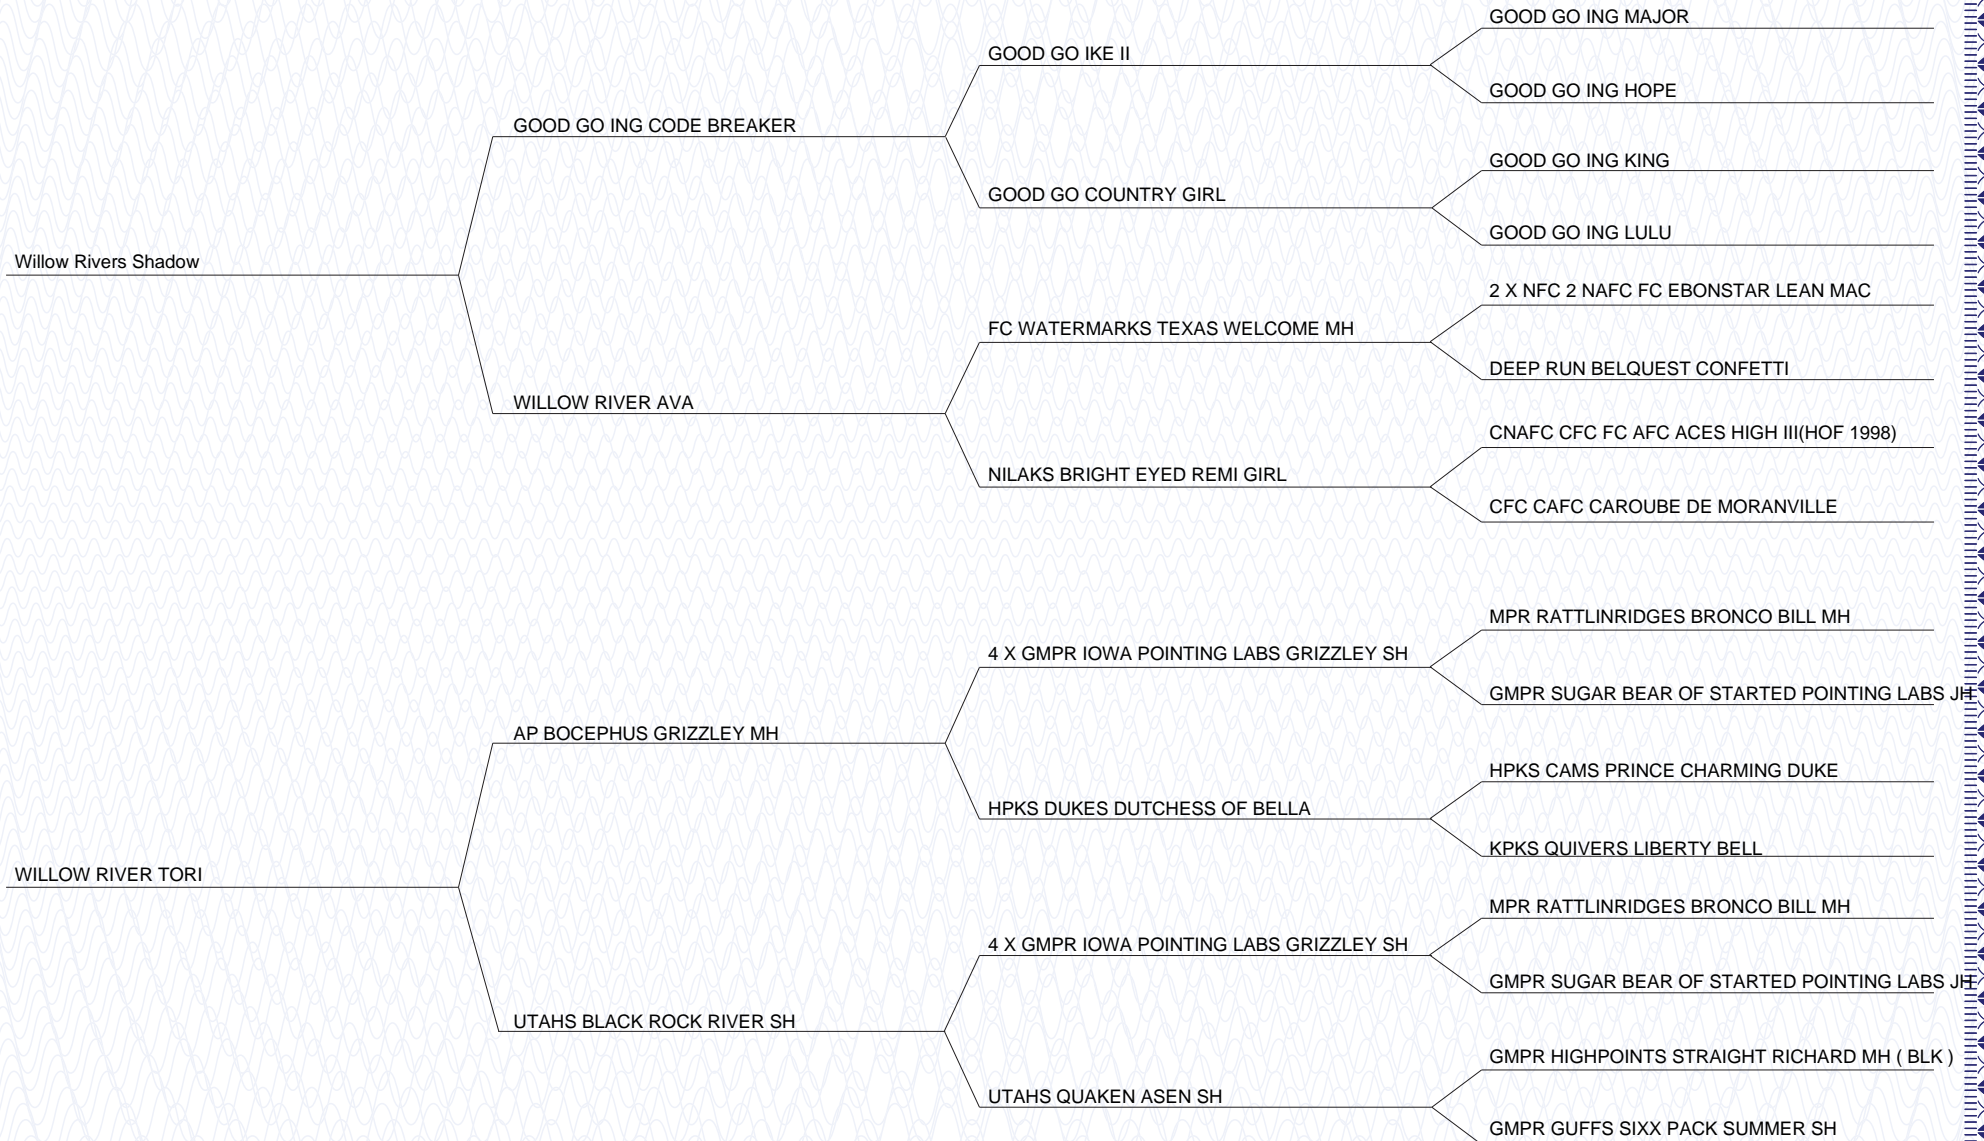 GOOD GO ING MAJOR
GOOD GO IKE II
GOOD GO ING HOPE
GOOD GO ING CODE BREAKER
GOOD GO ING KING
GOOD GO COUNTRY GIRL
GOOD GO ING LULU
Willow Rivers Shadow
2 X NFC 2 NAFC FC EBONSTAR LEAN MAC
FC WATERMARKS TEXAS WELCOME MH
DEEP RUN BELQUEST CONFETTI
WILLOW RIVER AVA
CNAFC CFC FC AFC ACES HIGH III(HOF 1998)
NILAKS BRIGHT EYED REMI GIRL
CFC CAFC CAROUBE DE MORANVILLE
MPR RATTLINRIDGES BRONCO BILL MH
4 X GMPR IOWA POINTING LABS GRIZZLEY SH
GMPR SUGAR BEAR OF STARTED POINTING LABS JH
AP BOCEPHUS GRIZZLEY MH
HPKS CAMS PRINCE CHARMING DUKE
HPKS DUKES DUTCHESS OF BELLA
KPKS QUIVERS LIBERTY BELL
WILLOW RIVER TORI
MPR RATTLINRIDGES BRONCO BILL MH
4 X GMPR IOWA POINTING LABS GRIZZLEY SH
GMPR SUGAR BEAR OF STARTED POINTING LABS JH
UTAHS BLACK ROCK RIVER SH
GMPR HIGHPOINTS STRAIGHT RICHARD MH ( BLK )
UTAHS QUAKEN ASEN SH
GMPR GUFFS SIXX PACK SUMMER SH